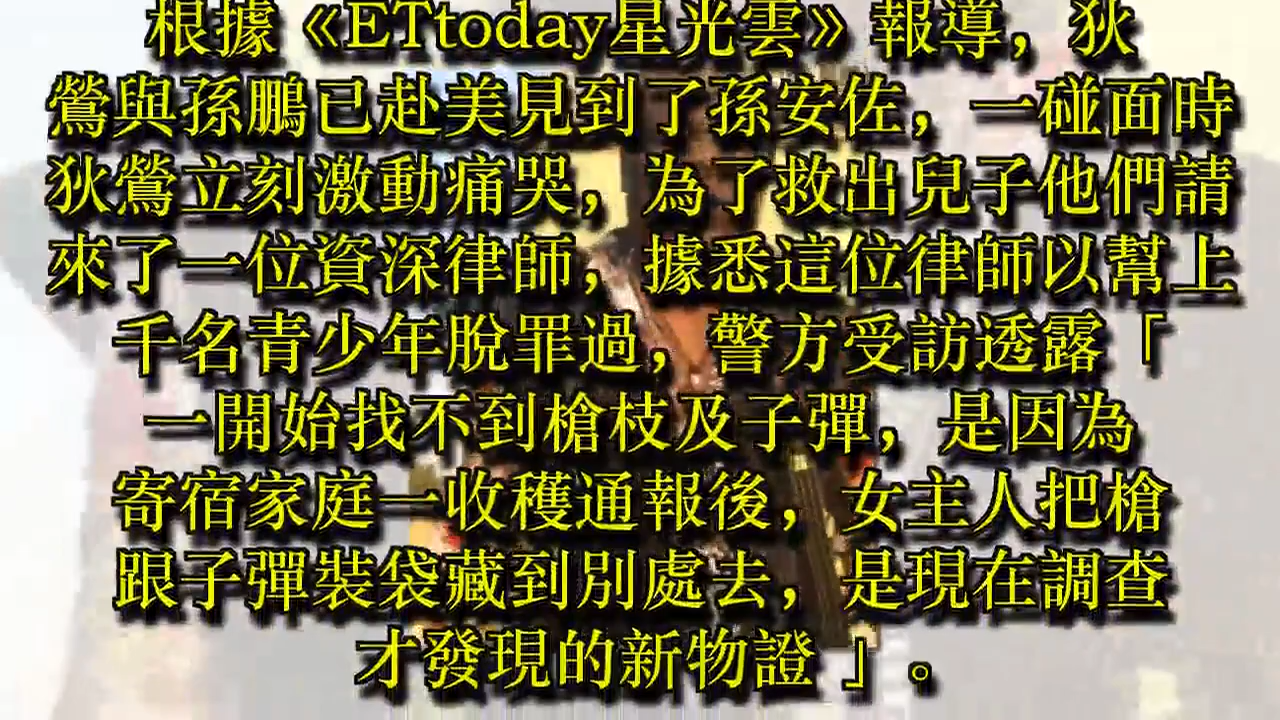 根據《ETtoday星光雲》報導，狄
鶯與孫鵬已赴美見到了孫安佐，一碰面時
狄鶯立刻激動痛哭，為了救出兒子他們請
來了一位資深律師，據悉這位律師以幫上
千名青少年脫罪過，警方受訪透露「
一開始找不到槍枝及子彈，是因為
寄宿家庭一收穫通報後，女主人把槍
跟子彈裝袋藏到別處去，是現在調查
才發現的新物證 」。